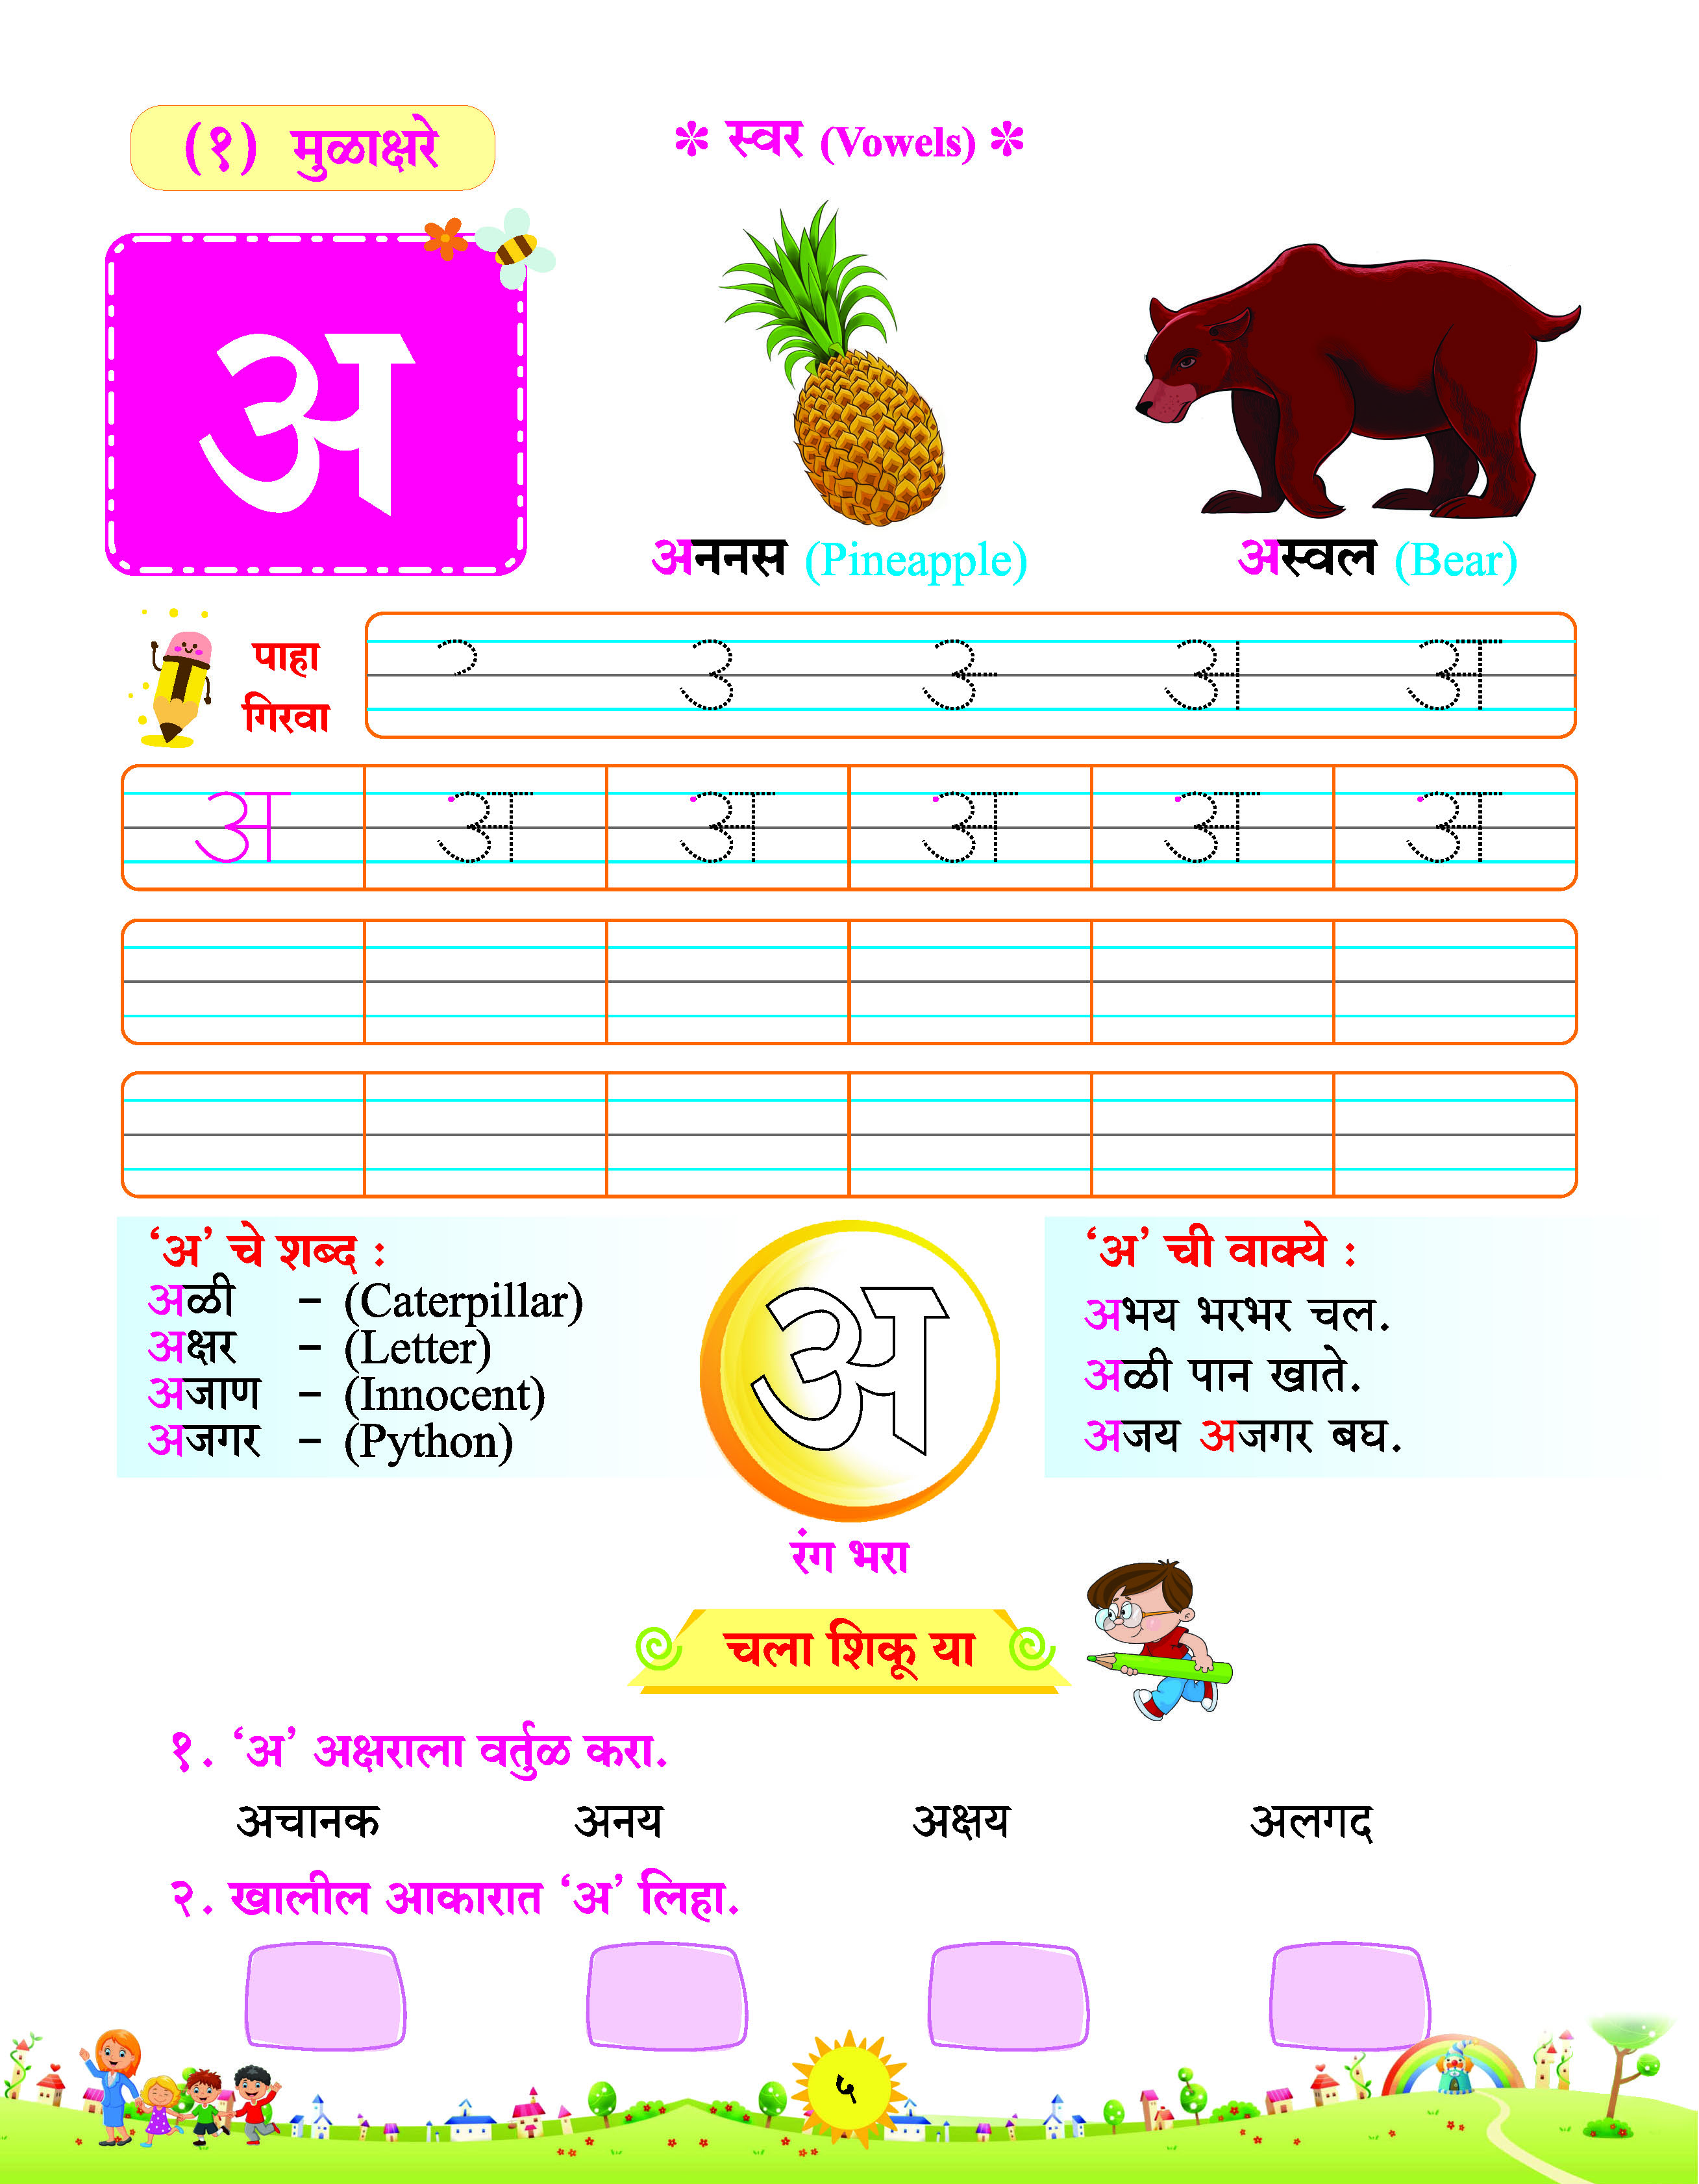 (१) मुळाक्षरे
* स्वर (Vowels) *
अ
अननस (Pineapple)
अस्वल (Bear)
पाहा
गिरवा
अ
अ अ अ अ अ अ
‘अ’ चे शब्द :
अळी – (Caterpillar)
अक्षर – (Letter)
अजाण – (Innocent)
अजगर – (Python)
अ
रंग भरा
‘अ’ ची वाक्ये :
अभय भरभर चल.
अळी पान खाते.
अजय अजगर बघ.
चला शिकू या
१. ‘अ’ अक्षराला वर्तुळ करा.
अचानक अनय अक्षय अलगद
२. खालील आकारात ‘अ’ लिहा.
५